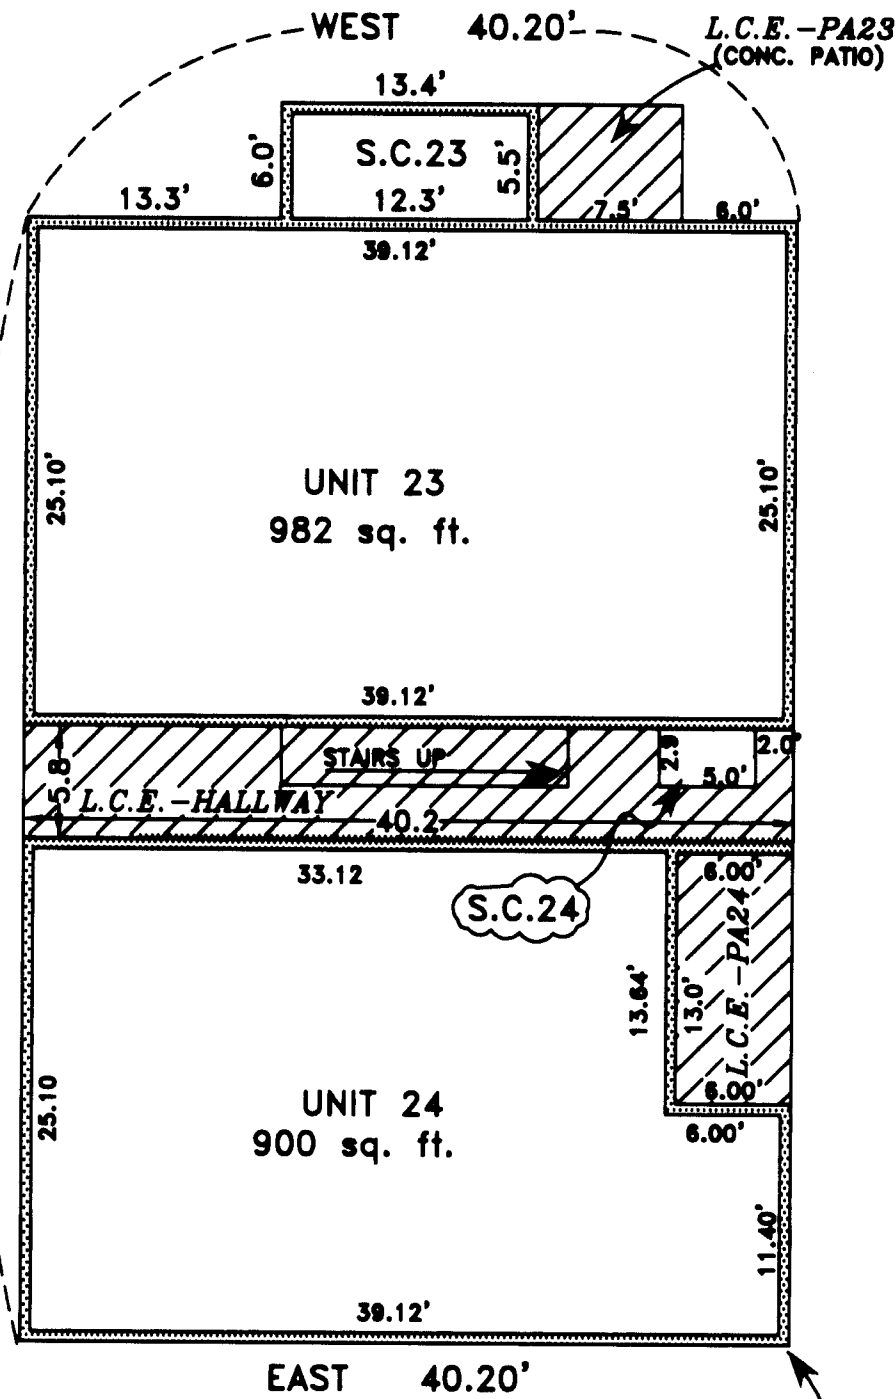 WEST 40.20'
L.C.E.-PA23
(CONC. PATIO)
13.4'
6.0'
S.C.23
5.5'
13.3'
12.3'
7.5'
6.0'
39.12'
25.10'
UNIT 23
982 sq. ft.
25.10'
39.12'
STAIRS UP
2.9
2.0'
5.8
5.0'
L.C.E.-HALLWAY
40.2
33.12
6.00'
S.C.24
L.C.E.-PA24
13.64'
13.0'
6.00'
25.10
UNIT 24
900 sq. ft.
6.00'
11.40'
39.12'
EAST 40.20'